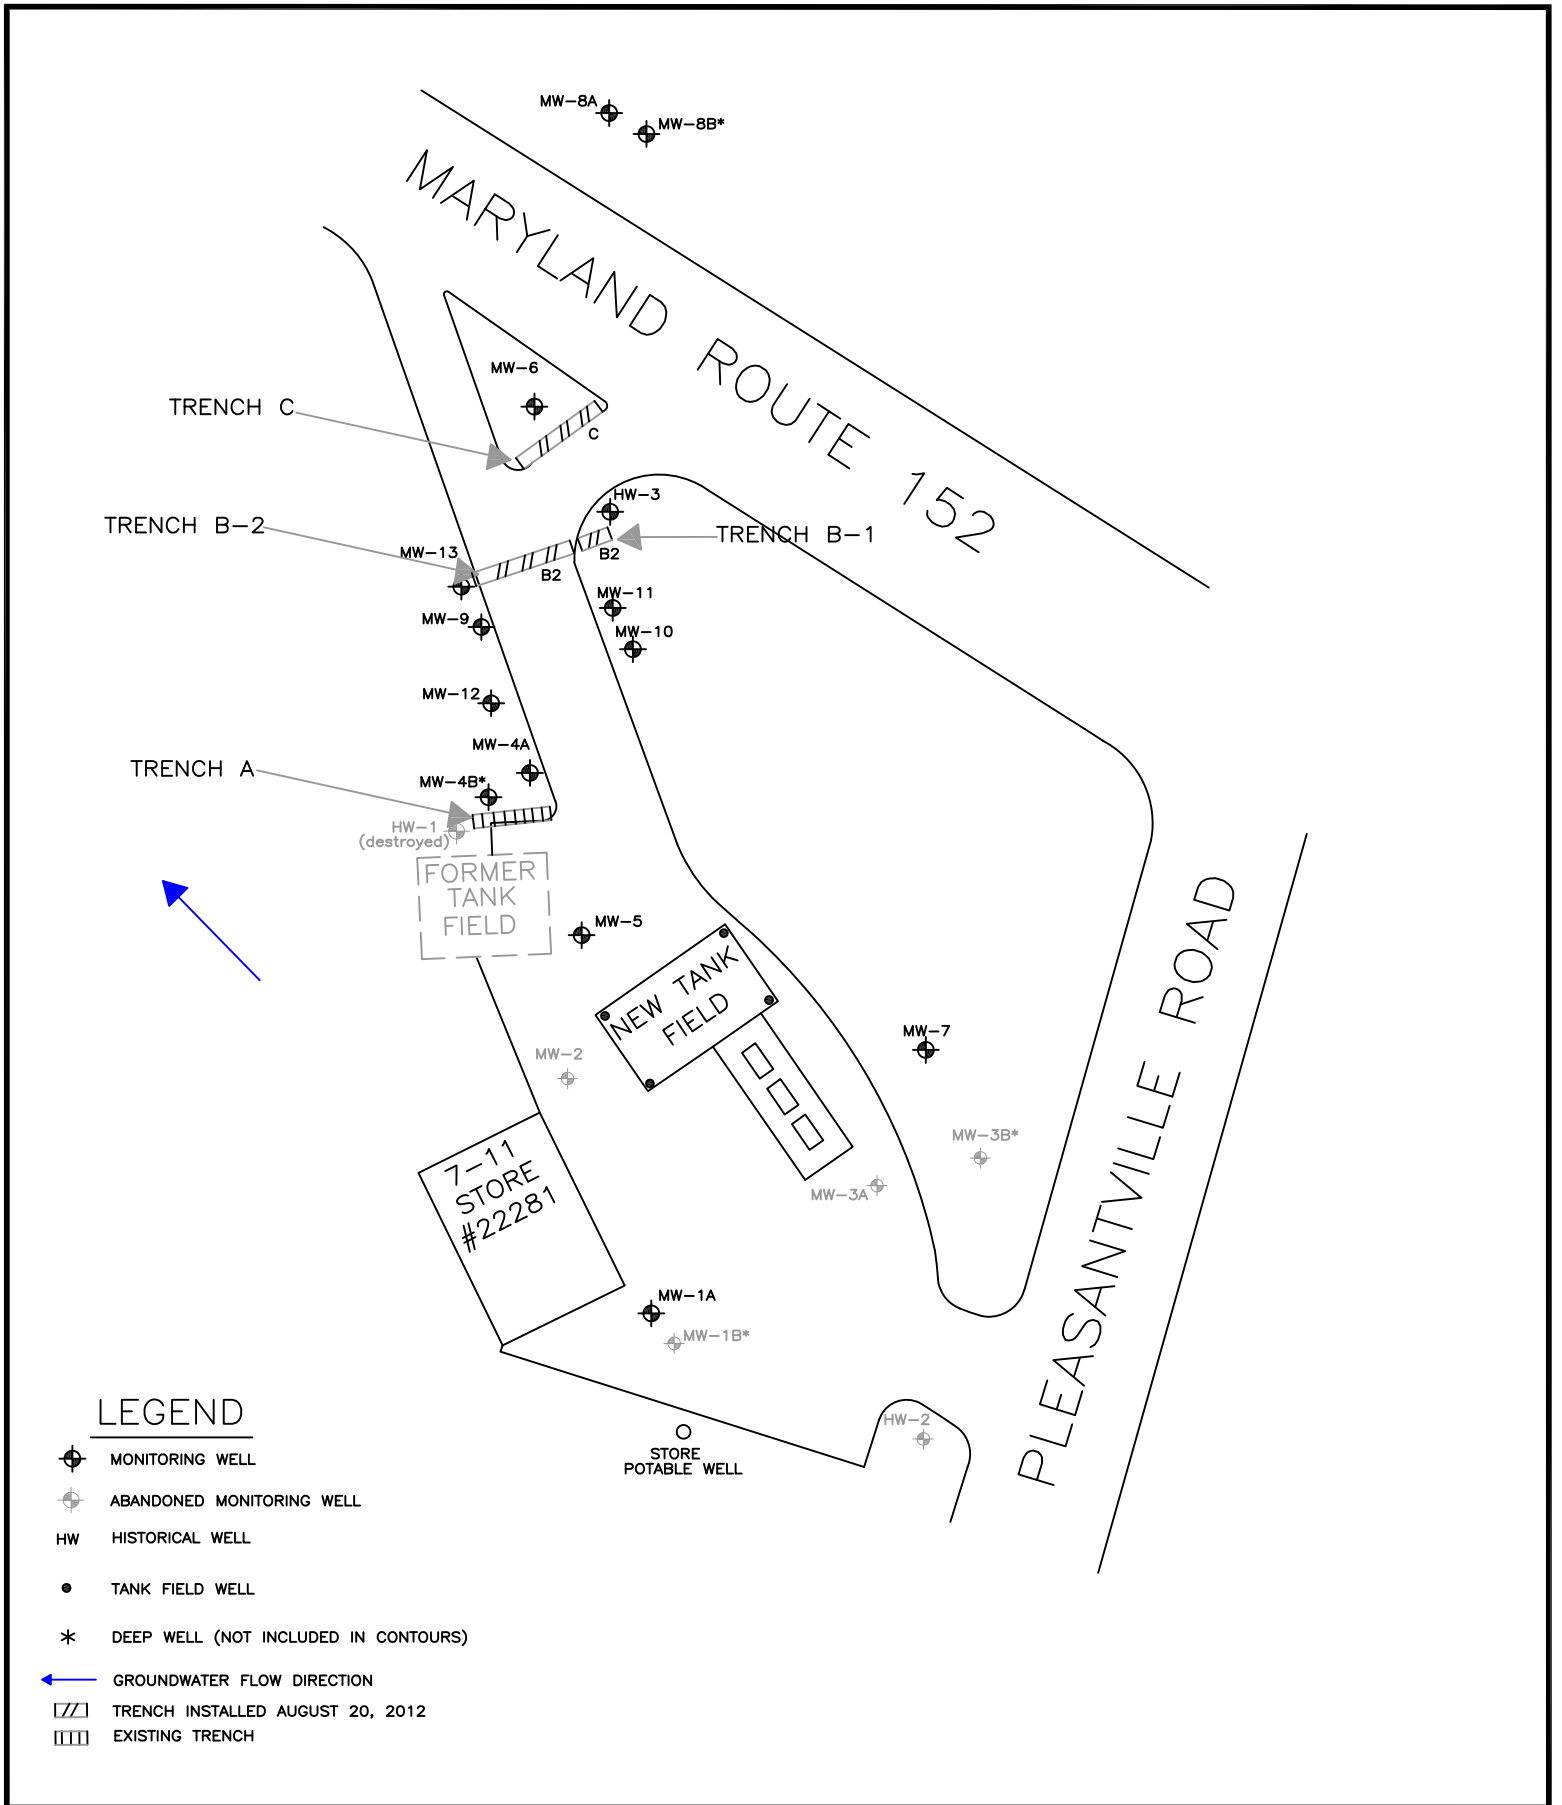 MW-8A
MW-8B*
MARYLAND ROUTE 152
MW-6
TRENCH C
C
HW-3
TRENCH B-2
TRENCH B-1
MW-13
B2
B2
MW-11
MW-9
MW-10
MW-12
MW-4A
TRENCH A
MW-4B*
HW-1
(destroyed)
FORMER
TANK
FIELD
MW-5
NEW TANK
FIELD
MW-7
MW-2
MW-3B*
MW-3A
7-11
STORE
#22281
PLEASANTVILLE ROAD
MW-1A
MW-1B*
HW-2
STORE
POTABLE WELL
LEGEND
MONITORING WELL
ABANDONED MONITORING WELL
HW HISTORICAL WELL
TANK FIELD WELL
* DEEP WELL (NOT INCLUDED IN CONTOURS)
GROUNDWATER FLOW DIRECTION
TRENCH INSTALLED AUGUST 20, 2012
EXISTING TRENCH